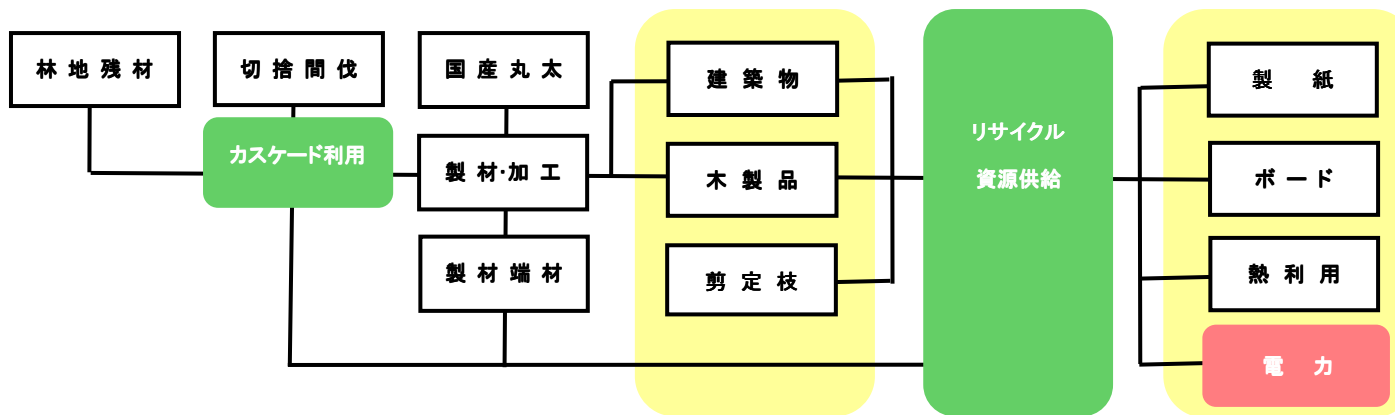 林地残材
切捨間伐
国産丸太
カスケード利用
製材・加工
製材端材
建築物
木製品
剪定枝
リサイクル
資源供給
製紙
ボード
熱利用
電力